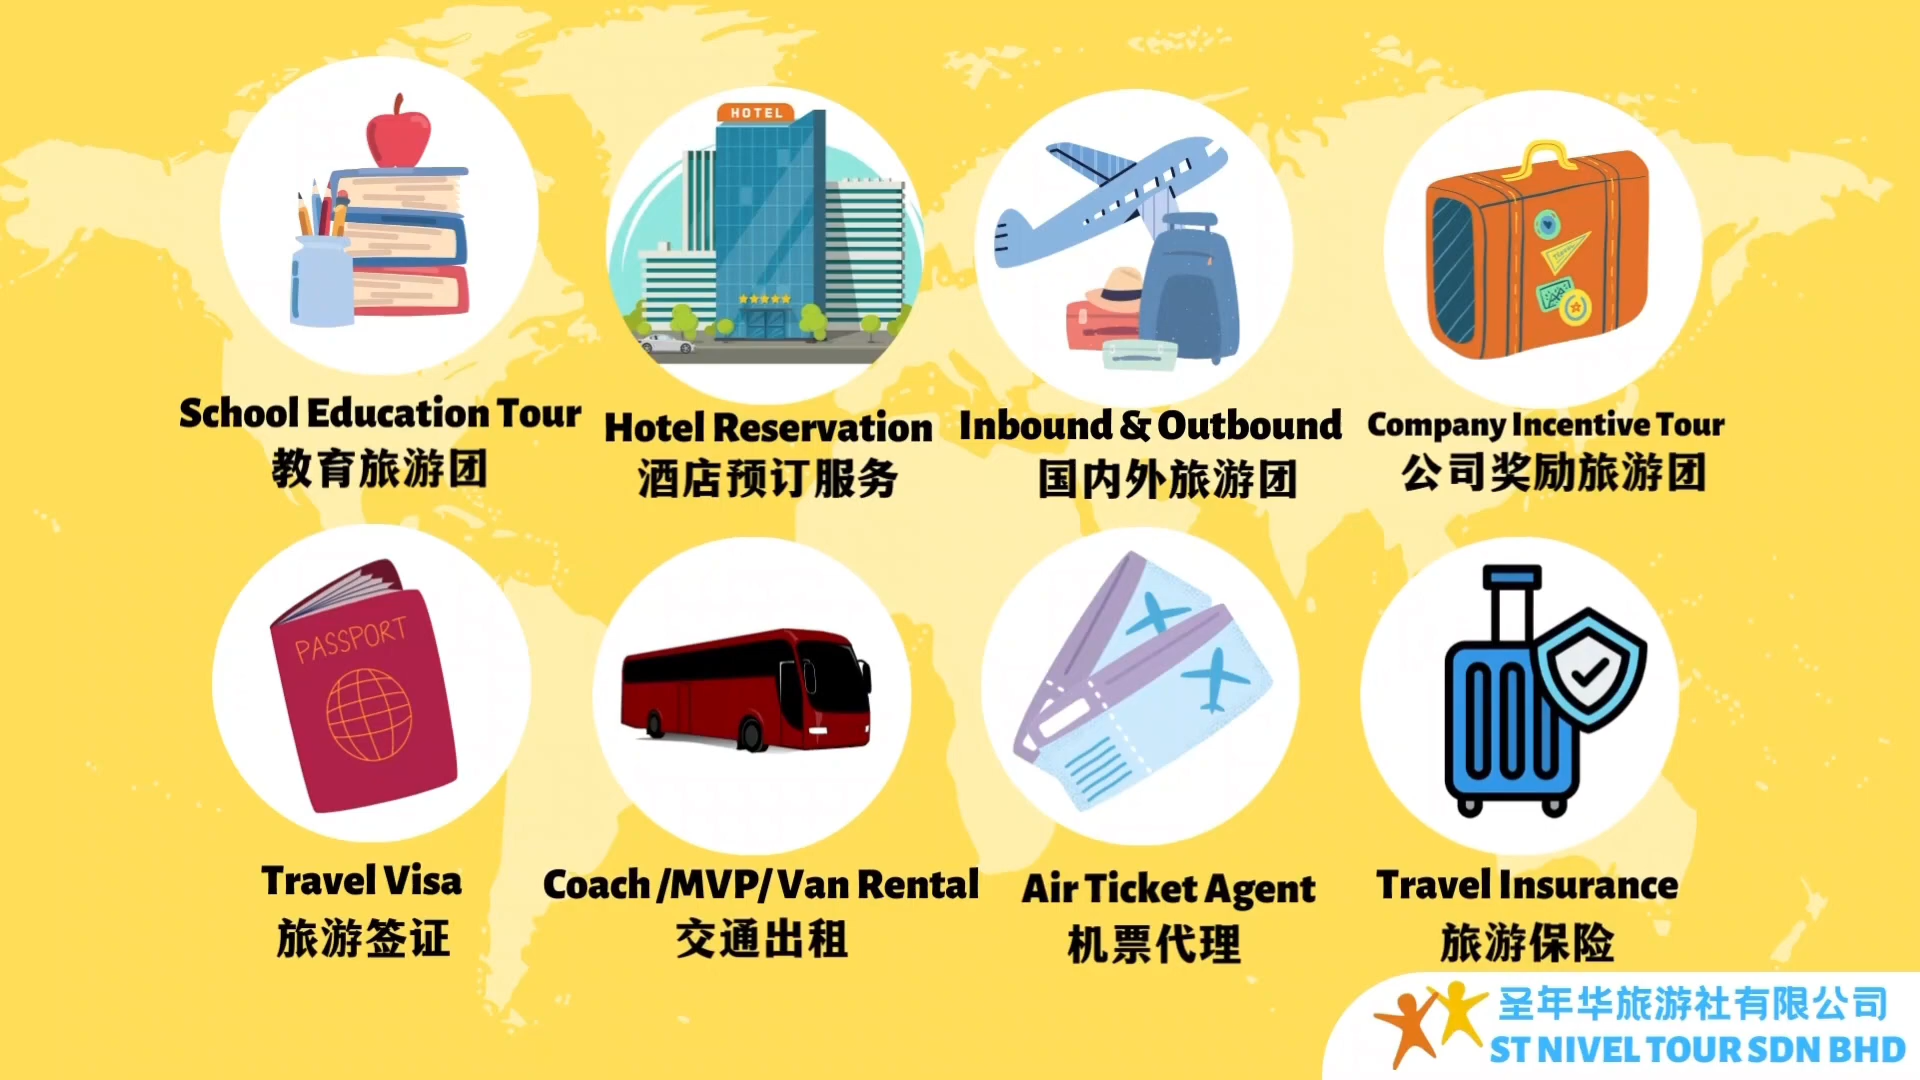 HOTEL
School Education Tour
教育旅游团
Hotel Reservation
酒店预订服务
Inbound & Outbound
国内外旅游团
Company Incentive Tour
公司奖励旅游团
PASSPORT
Travel Visa
旅游签证
Coach /MVP/ Van Rental
交通出租
Air Ticket Agent
机票代理
Travel Insurance
旅游保险
圣年华旅游社有限公司
ST NIVEL TOUR SDN BHD